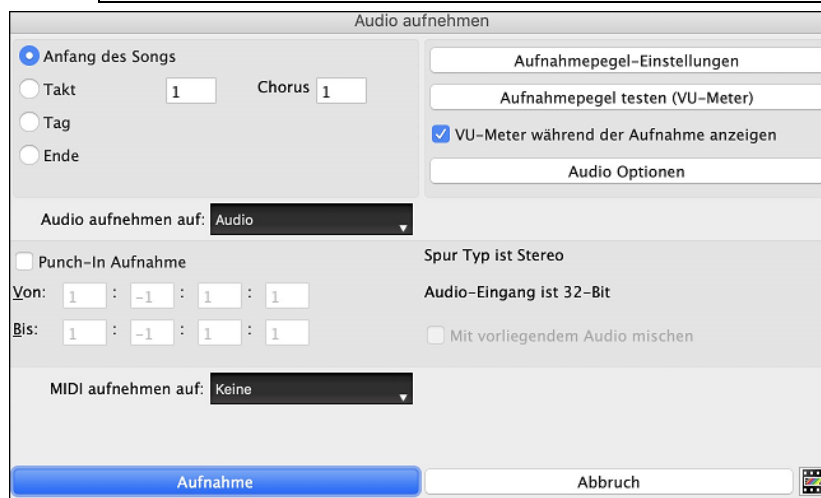 Audio aufnehmen
Anfang des Songs
Takt 1 Chorus 1
Tag
Ende
Aufnahmepegel-Einstellungen
Aufnahmepegel testen (VU-Meter)
VU-Meter während der Aufnahme anzeigen
Audio Optionen
Audio aufnehmen auf: Audio
Punch-In Aufnahme
Von: 1 : -1 : 1 : 1
Bis: 1 : -1 : 1 : 1
Spur Typ ist Stereo
Audio-Eingang ist 32-Bit
Mit vorliegendem Audio mischen
MIDI aufnehmen auf: Keine
Aufnahme
Abbruch